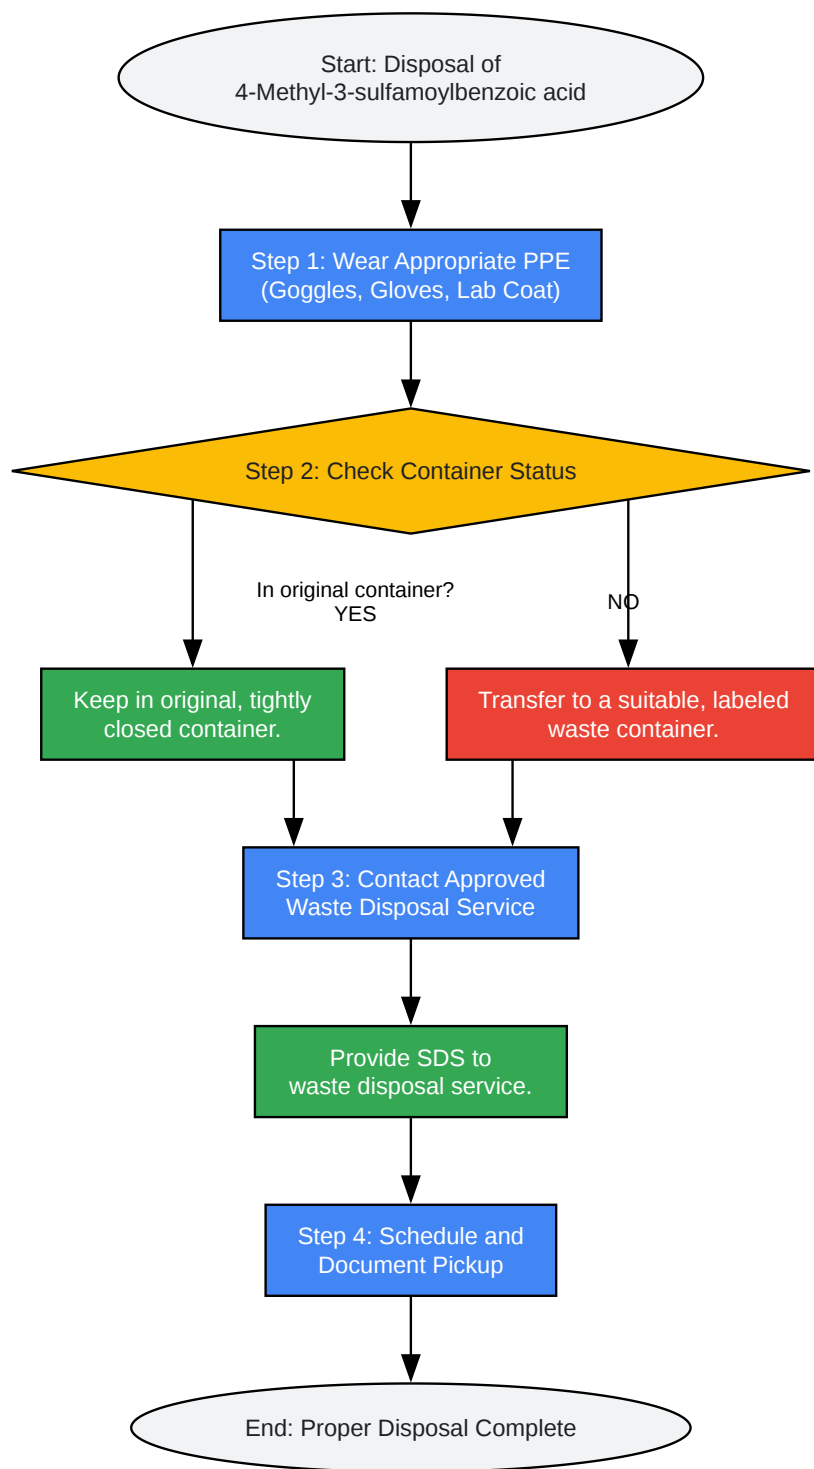 Start: Disposal of
4-Methyl-3-sulfamoylbenzoic acid
Step 1: Wear Appropriate PPE
(Goggles, Gloves, Lab Coat)
Step 2: Check Container Status
In original container?
YES
NO
Keep in original, tightly
closed container.
Transfer to a suitable, labeled
waste container.
Step 3: Contact Approved
Waste Disposal Service
Provide SDS to
waste disposal service.
Step 4: Schedule and
Document Pickup
End: Proper Disposal Complete